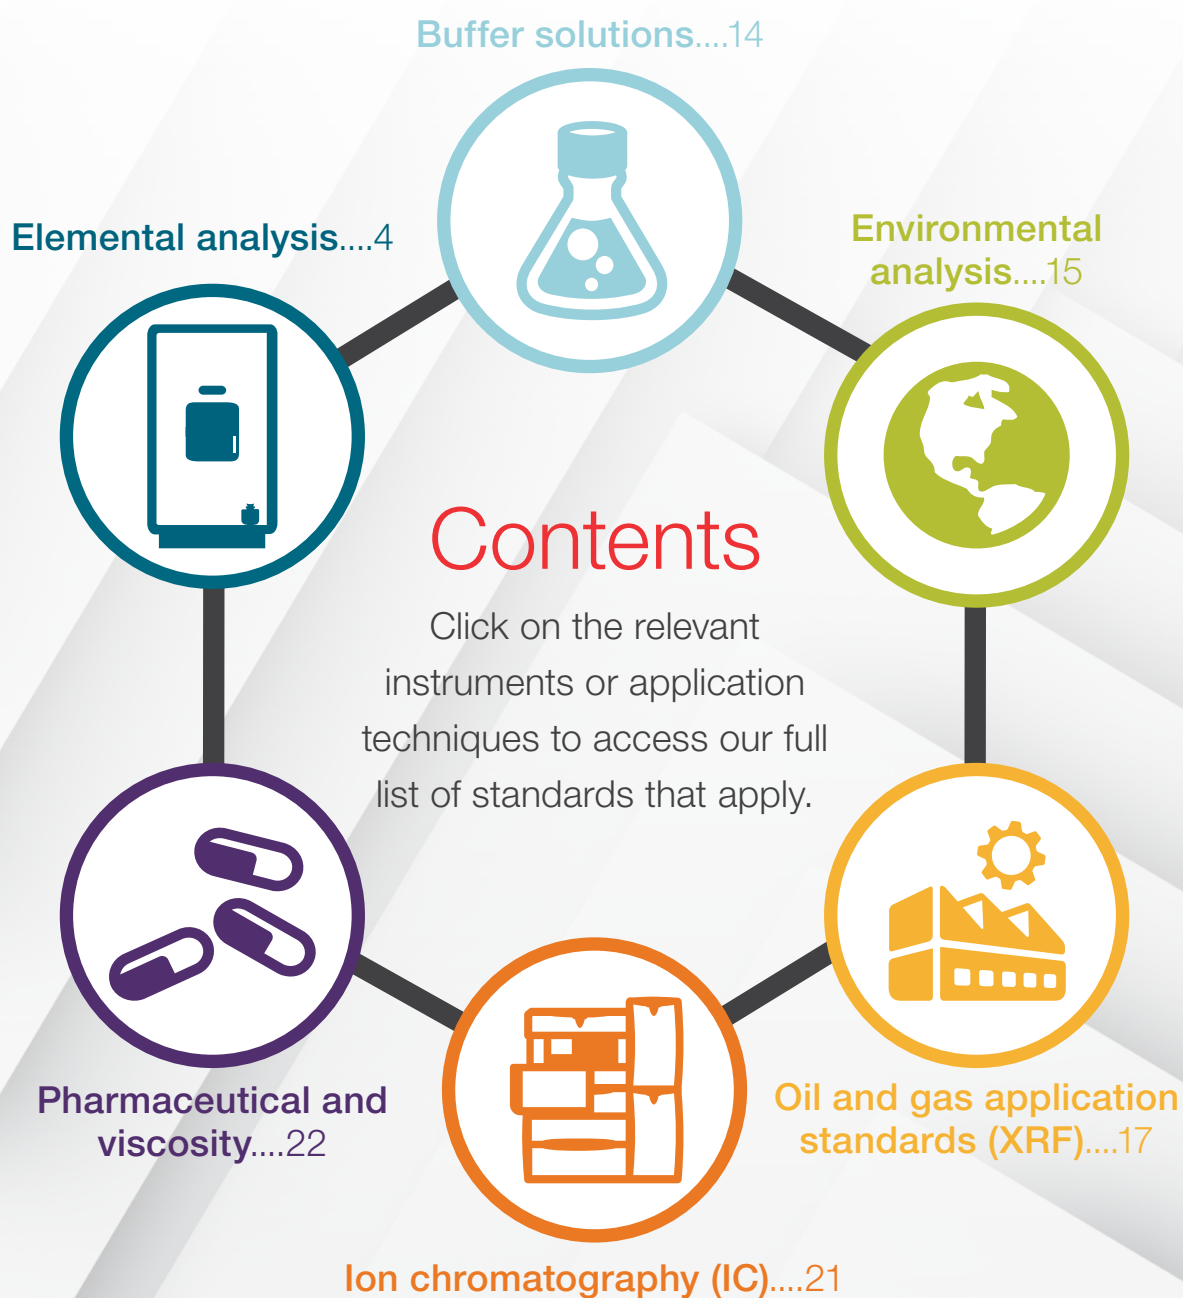 Buffer solutions....14
Elemental analysis....4
Environmental
analysis....15
Contents
Click on the relevant
instruments or application
techniques to access our full
list of standards that apply.
Pharmaceutical and
viscosity....22
Oil and gas application
standards (XRF)....17
Ion chromatography (IC)....21